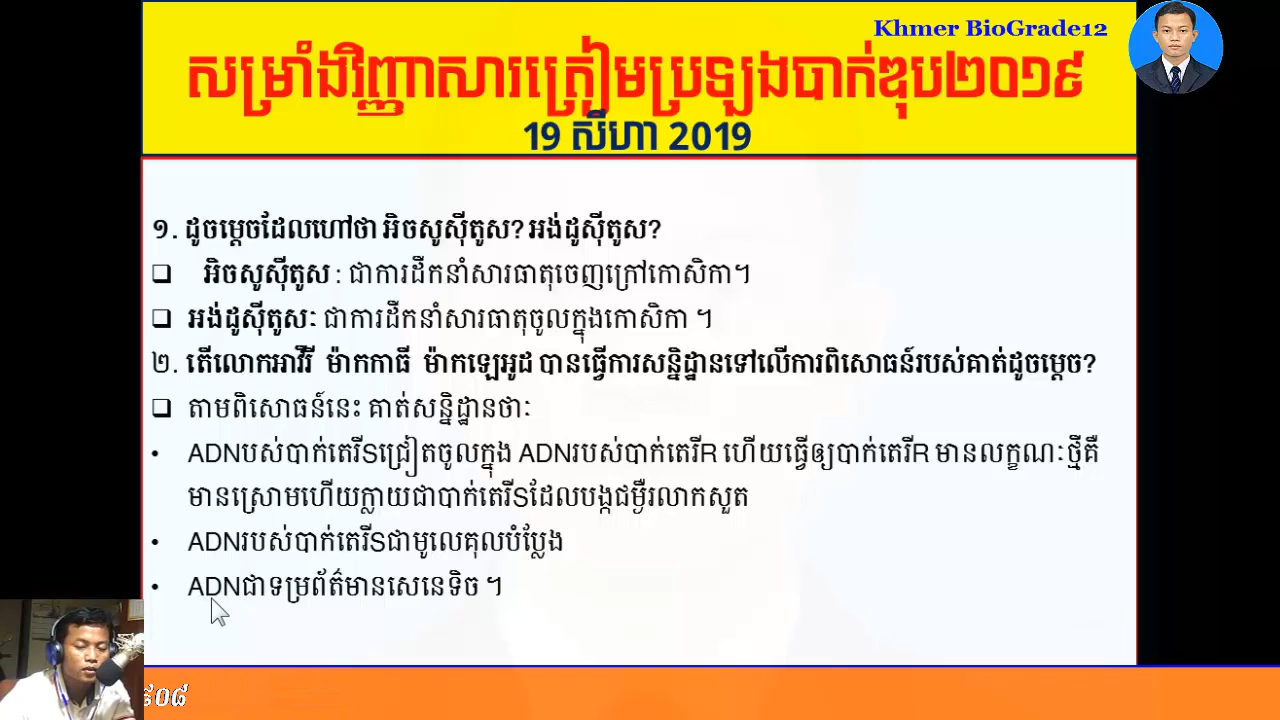 Khmer BioGrade12
សម្រាំងវិញ្ញាសារត្រៀមប្រឡងបាក់ឌុប២០១៩
19 សីហា 2019
១. ដូចម្តេចដែលហៅថា អិចសូស៊ីតូស? អង់ដូស៊ីតូស?
❑ អិចសូស៊ីតូស : ជាការដឹកនាំសារធាតុចេញក្រៅកោសិកា។
❑ អង់ដូស៊ីតូសៈ ជាការដឹកនាំសារធាតុចូលក្នុងកោសិកា ។
២. តើលោកអាវីរី ម៉ាកកាធី ម៉ាកឡេអូដ បានធ្វើការសន្និដ្ឋានទៅលើការពិសោធន៍របស់គាត់ដូចម្តេច?
❑ តាមពិសោធន៍នេះ គាត់សន្និដ្ឋានថាៈ
• ADNបស់បាក់តេរីSជ្រៀតចូលក្នុង ADNរបស់បាក់តេរីR ហើយធ្វើឲ្យបាក់តេរីR មានលក្ខណៈថ្មីគឺ
មានស្រោមហើយក្លាយជាបាក់តេរីSដែលបង្កជម្ងឺរលាកសួត
• ADNរបស់បាក់តេរីSជាមូលេគុលបំប្លែង
• ADNជាទម្រព័ត៌មានសេនេទិច ។
៩០៨